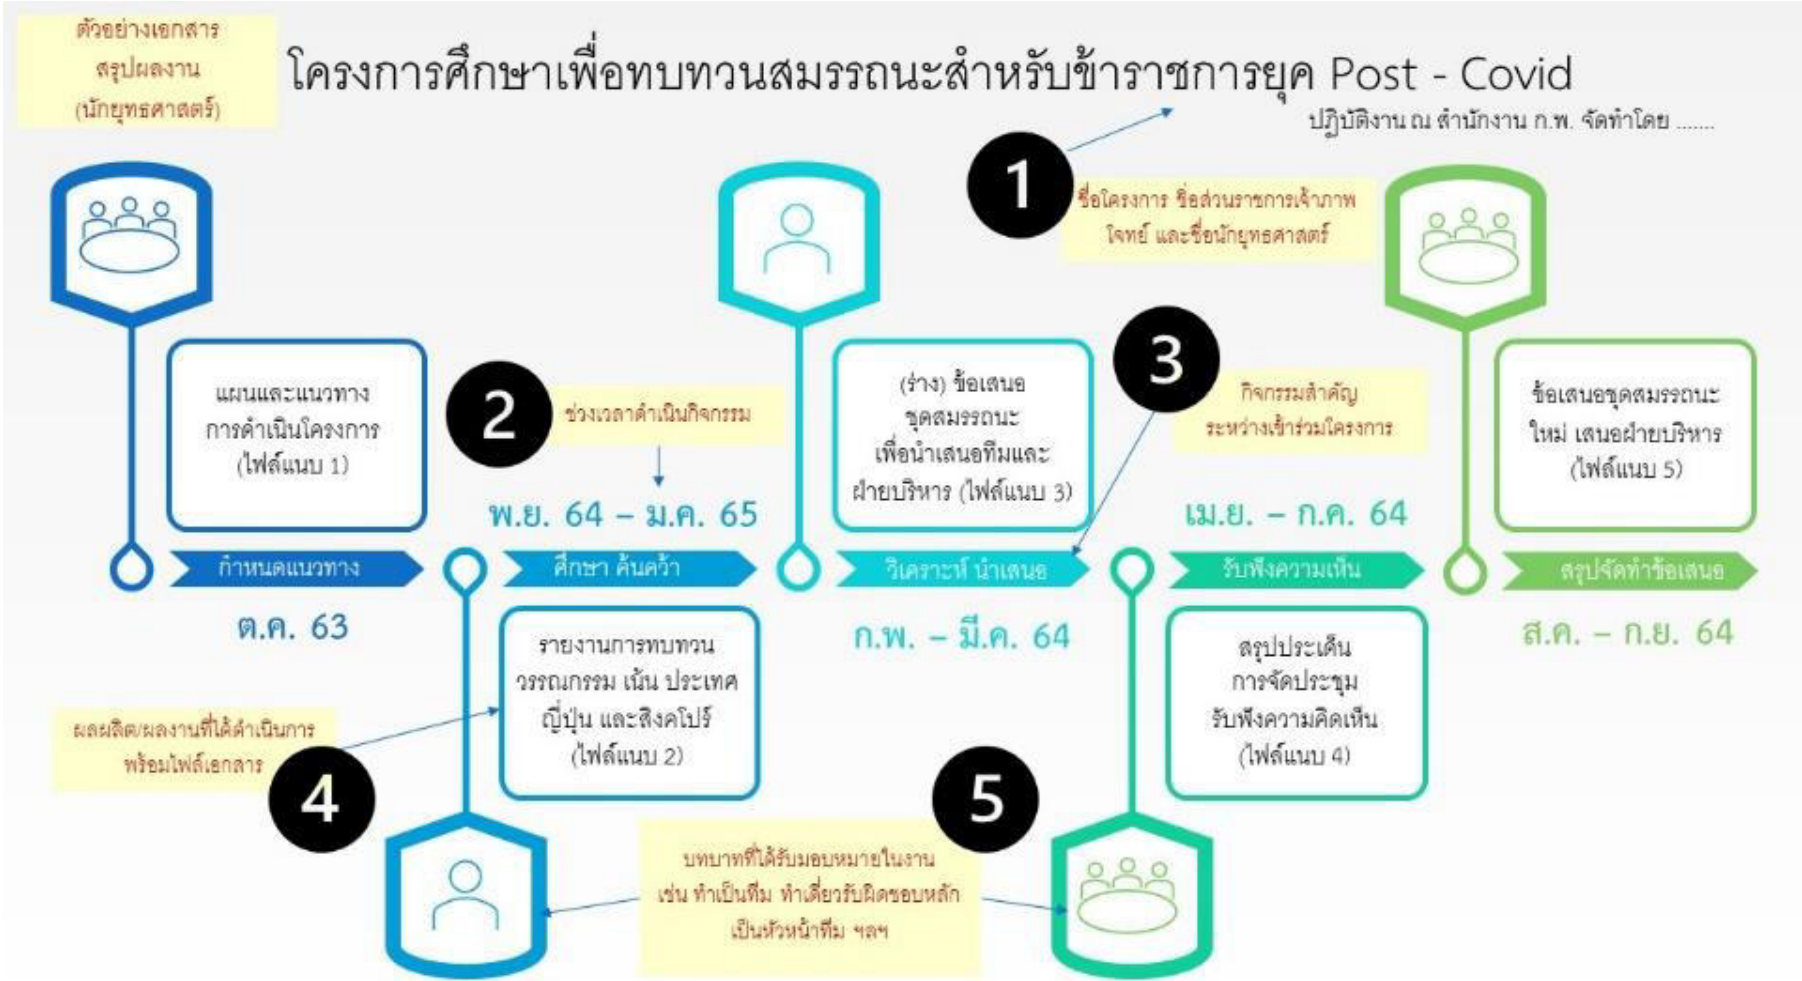 ตัวอย่างเอกสาร
สรุปผลงาน
(นักยุทธศาสตร์)
โครงการศึกษาเพื่อทบทวนสมรรถนะสำหรับข้าราชการยุค Post - Covid
ปฏิบัติงาน ณ สำนักงาน ก.พ. จัดทำโดย .......
1
ชื่อโครงการ ชื่อส่วนราชการเจ้าภาพ
โจทย์ และชื่อนักยุทธศาสตร์
แผนและแนวทาง
การดำเนินโครงการ
(ไฟล์แนบ 1)
2
ช่วงเวลาดำเนินกิจกรรม
(ร่าง) ข้อเสนอ
ชุดสมรรถนะ
เพื่อนำเสนอทีมและ
ฝ่ายบริหาร (ไฟล์แนบ 3)
3
กิจกรรมสำคัญ
ระหว่างเข้าร่วมโครงการ
ข้อเสนอชุดสมรรถนะ
ใหม่ เสนอฝ่ายบริหาร
(ไฟล์แนบ 5)
พ.ย. 64 – ม.ค. 65
เม.ย. – ก.ค. 64
กำหนดแนวทาง
ศึกษา ค้นคว้า
วิเคราะห์ นำเสนอ
รับฟังความเห็น
สรุปจัดทำข้อเสนอ
ต.ค. 63
ก.พ. – มี.ค. 64
ส.ค. – ก.ย. 64
รายงานการทบทวน
วรรณกรรม เน้น ประเทศ
ญี่ปุ่น และสิงคโปร์
(ไฟล์แนบ 2)
สรุปประเด็น
การจัดประชุม
รับฟังความคิดเห็น
(ไฟล์แนบ 4)
ผลผลิต/ผลงานที่ได้ดำเนินการ
พร้อมไฟล์เอกสาร
4
5
บทบาทที่ได้รับมอบหมายในงาน
เช่น ทำเป็นทีม ทำเดี่ยวรับผิดชอบหลัก
เป็นหัวหน้าทีม ฯลฯ